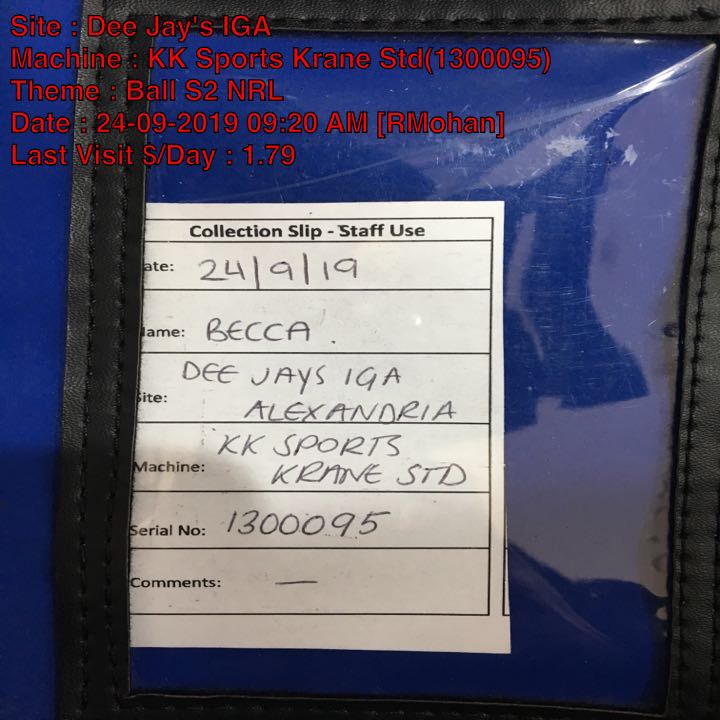 Site : Dee Jay's IGA
Machine : KK Sports Krane Std(1300095)
Theme : Ball S2 NRL
Date : 24-09-2019 09:20 AM [RMohan]
Last Visit $/Day : 1.79
Collection Slip - Staff Use
ate: 24/9/19
ame: BECCA .
ite: DEE JAYS IGA
ALEXANDRIA
Machine: KK SPORTS
KRANE STD
Serial No: 1300095
Comments: —